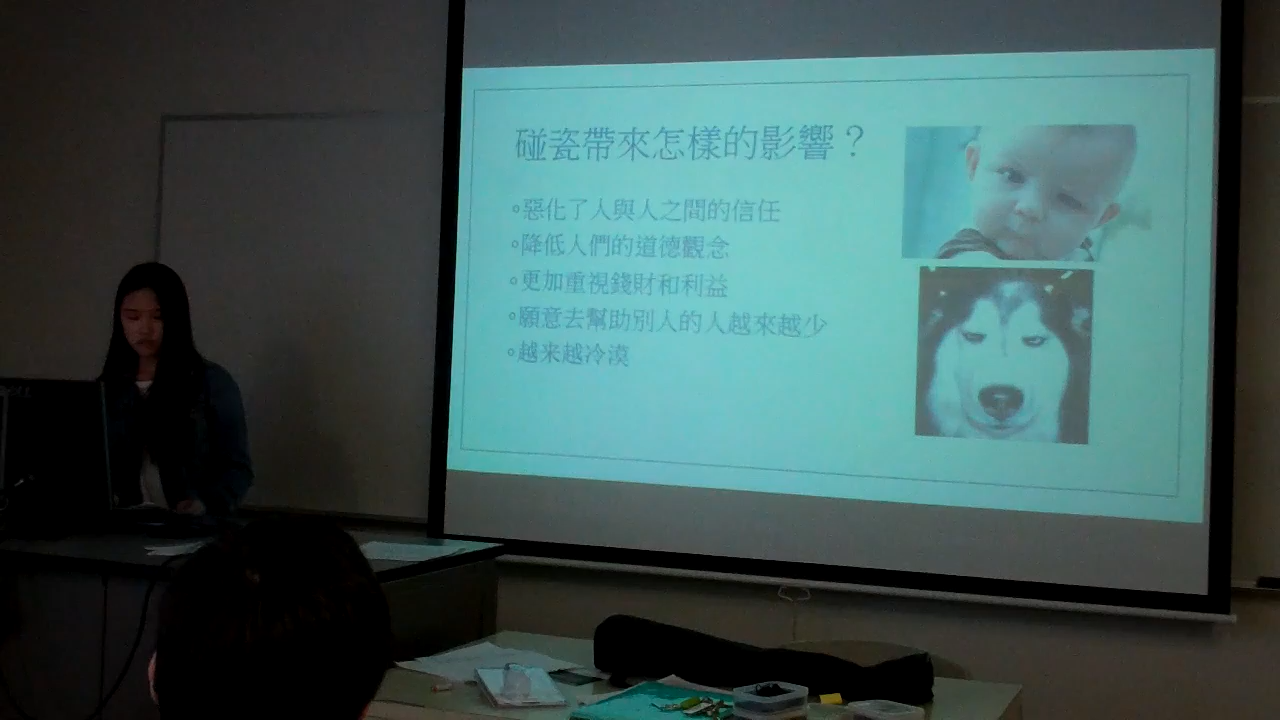 碰瓷帶來怎樣的影響？
◦惡化了人與人之間的信任
◦降低人們的道德觀念
◦更加重視錢財和利益
◦願意去幫助別人的人越來越少
◦越来越冷漠